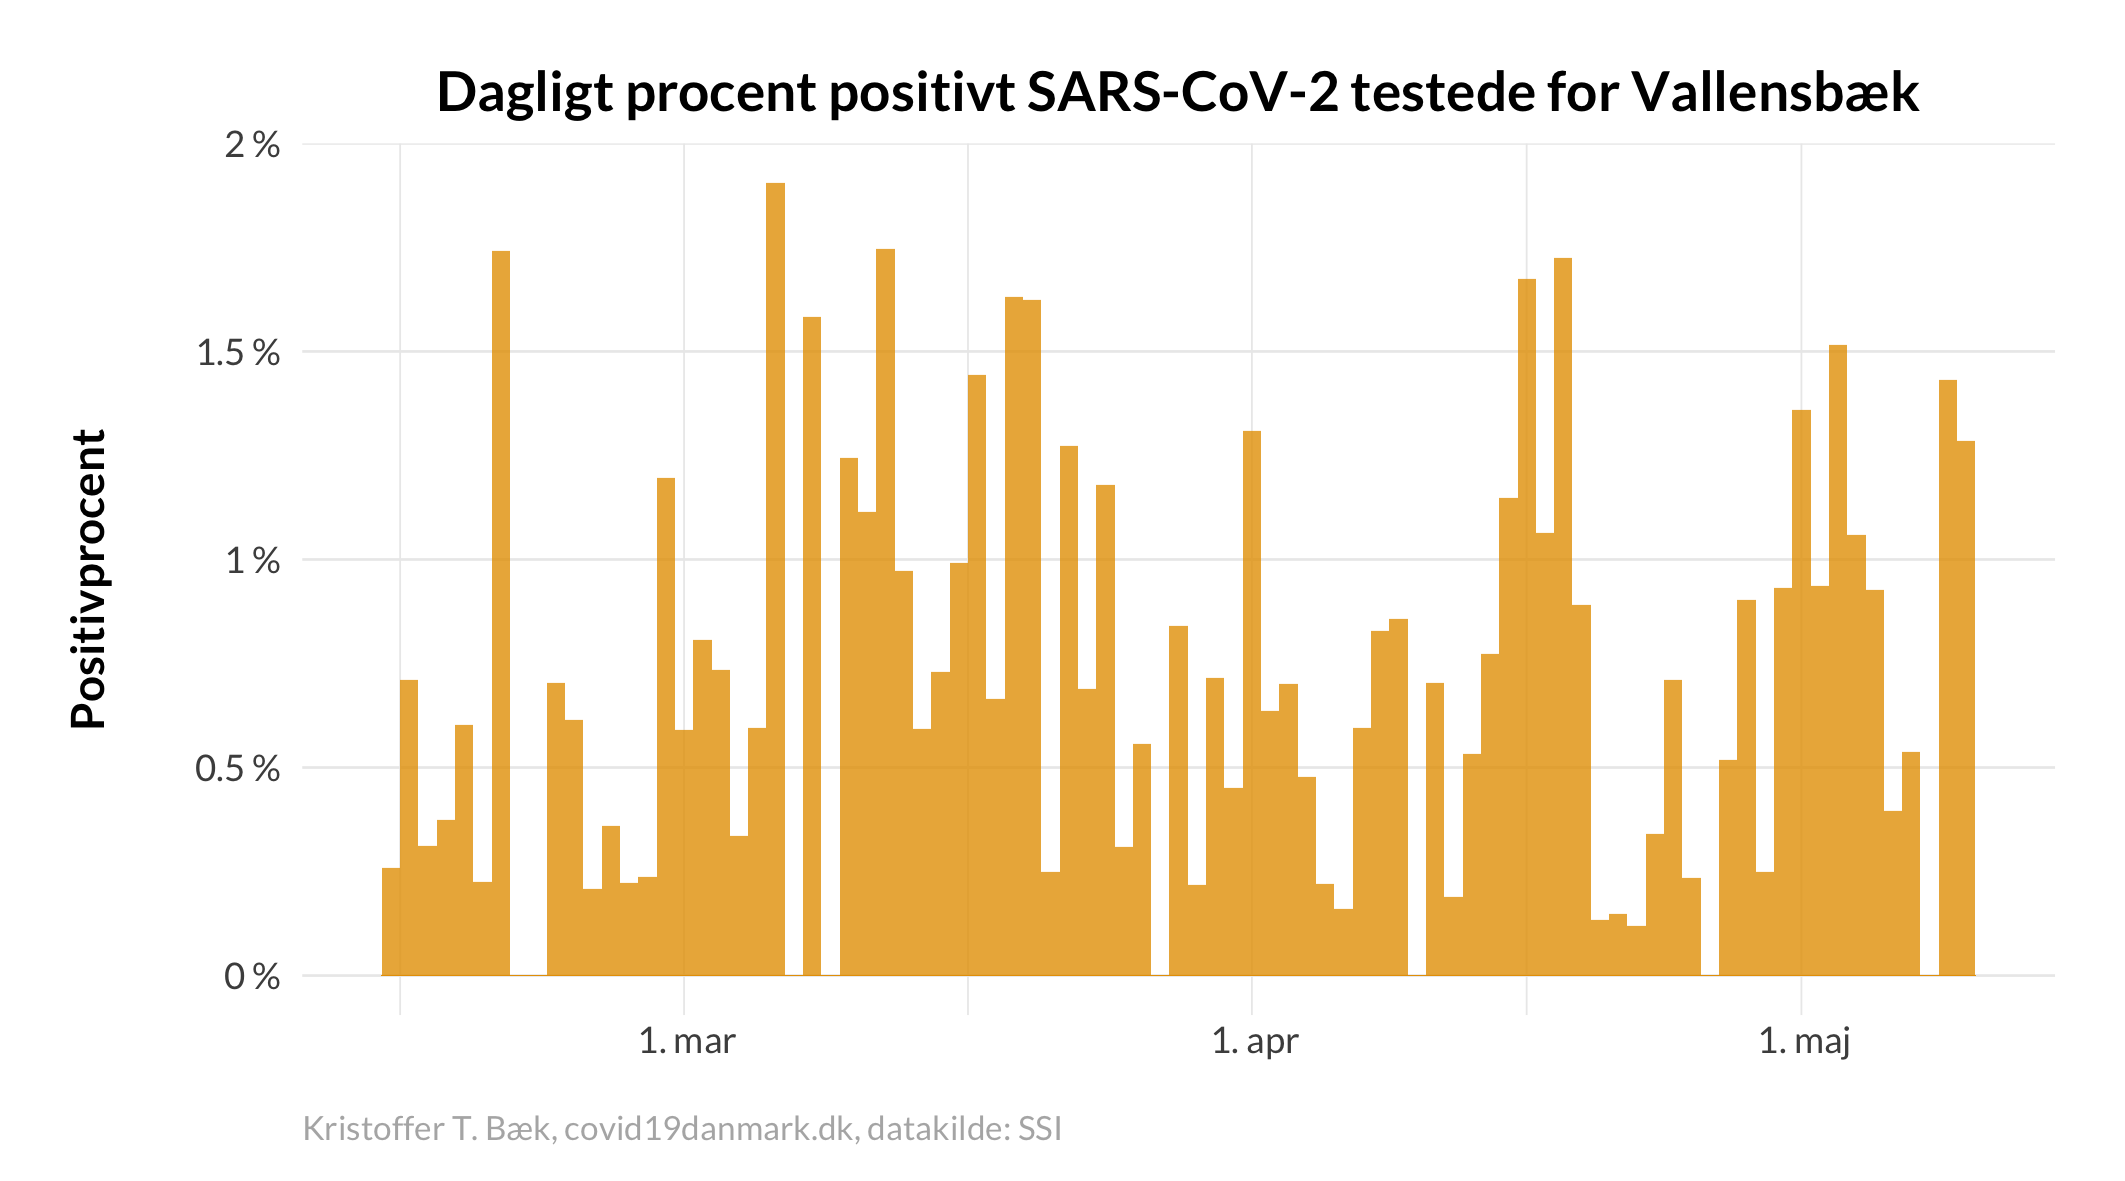 Dagligt procent positivt SARS-CoV-2 testede for Vallensbæk
Positivprocent
2 %
1.5 %
1 %
0.5 %
0 %
1. mar
1. apr
1. maj
Kristoffer T. Bæk, covid19danmark.dk, datakilde: SSI